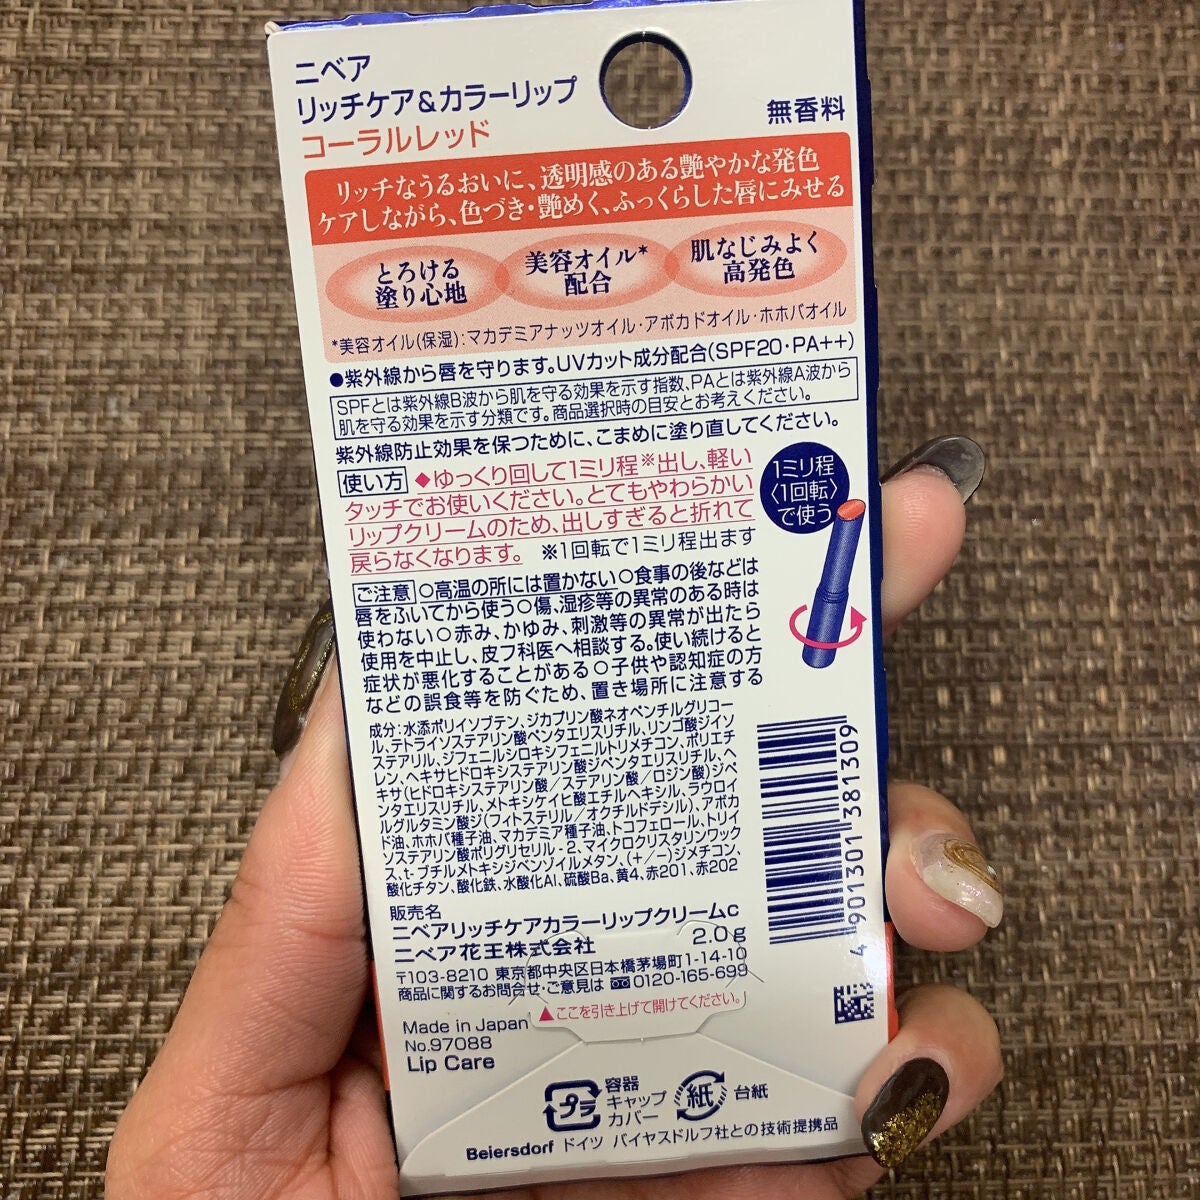 ニベア
リッチケア&カラーリップ
コーラルレッド
無香料
リッチなうるおいに、透明感のある艶やかな発色
ケアしながら、色づき・艶めく、ふっくらした唇にみせる
とろける
塗り心地
美容オイル*
配合
肌なじみよく
高発色
*美容オイル(保湿):マカデミアナッツオイル・アボカドオイル・ホホバオイル
●紫外線から唇を守ります。UVカット成分配合(SPF20・PA++)
SPFとは紫外線B波から肌を守る効果を示す指数、PAとは紫外線A波から
肌を守る効果を示す分類です。商品選択時の目安とお考えください。
紫外線防止効果を保つために、こまめに塗り直してください。
使い方 ◆ゆっくり回して1ミリ程※出し、軽い
タッチでお使いください。とてもやわらかい
リップクリームのため、出しすぎると折れて
戻らなくなります。 ※1回転で1ミリ程出ます
1ミリ程
〈1回転〉
で使う
ご注意 ○高温の所には置かない○食事の後などは
唇をふいてから使う○傷、湿疹等の異常のある時は
使わない○赤み、かゆみ、刺激等の異常が出たら
使用を中止し、皮フ科医へ相談する。使い続けると
症状が悪化することがある○子供や認知症の方
などの誤食等を防ぐため、置き場所に注意する
成分:水添ポリイソブテン、ジカプリン酸ネオペンチルグリコー
ル、テトライソステアリン酸ペンタエリスリチル、リンゴ酸ジイソ
ステアリル、ジフェニルシロキシフェニルトリメチコン、ポリエチ
レン、ヘキサヒドロキシステアリン酸ジペンタエリスリチル、ヘ
キサ(ヒドロキシステアリン酸/ステアリン酸/ロジン酸)ジペ
ンタエリスリチル、メトキシケイヒ酸エチルヘキシル、ラウロイ
ルグルタミン酸ジ(フィトステリル/オクチルドデシル)、アボカ
ド油、ホホバ種子油、マカデミア種子油、トコフェロール、トリイ
ソステアリン酸ポリグリセリル-2、マイクロクリスタリンワック
ス、t-ブチルメトキシジベンゾイルメタン、(+/-)ジメチコン、
酸化チタン、酸化鉄、水酸化Al、硫酸Ba、黄4、赤201、赤202
販売名
ニベアリッチケアカラーリップクリームc
ニベア花王株式会社 2.0g
〒103-8210 東京都中央区日本橋茅場町1-14-10
商品に関するお問合せ・ご意見は 0120-165-699
▲ここを引き上げて開けてください。
Made in Japan
No.97088
Lip Care
4 901301 381309
プラ
容器
キャップ
カバー
紙
台紙
Beiersdorf ドイツ バイヤスドルフ社との技術提携品